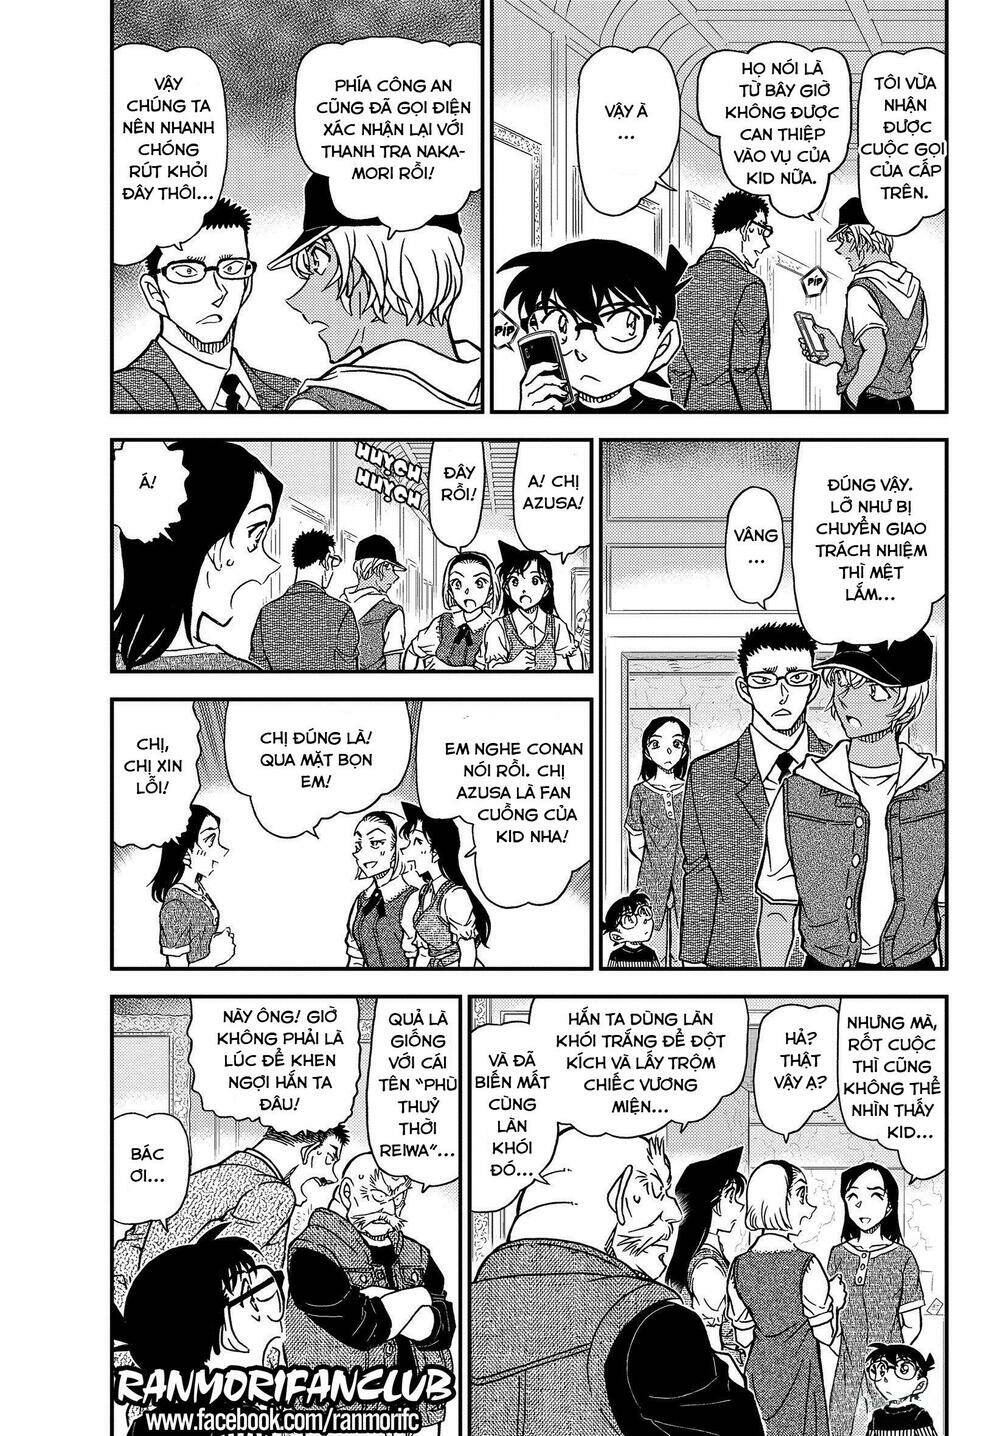 TÔI VỪA
NHẬN
ĐƯỢC
CUỘC GỌI
CỦA CẤP
TRÊN.
HỌ NÓI LÀ
TỪ BÂY GIỜ
KHÔNG ĐƯỢC
CAN THIỆP
VÀO VỤ CỦA
KID NỮA.
VẬY À
...
PÍP
PÍP
PHÍA CÔNG AN
CŨNG ĐÃ GỌI ĐIỆN
XÁC NHẬN LẠI VỚI
THANH TRA NAKA-
MORI RỒI!
VẬY
CHÚNG TA
NÊN NHANH
CHÓNG
RÚT KHỎI
ĐÂY THÔI...
ĐÚNG VẬY.
LỠ NHƯ BỊ
CHUYỂN GIAO
TRÁCH NHIỆM
THÌ MỆT
LẮM...
VÂNG
...
A! CHỊ
AZUSA!
ĐÂY
RỒI!
HUỴCH
HUỴCH
Á!
EM NGHE CONAN
NÓI RỒI. CHỊ
AZUSA LÀ FAN
CUỒNG CỦA
KID NHA!
CHỊ ĐÚNG LÀ!
QUA MẶT BỌN
EM!
CHỊ,
CHỊ XIN
LỖI!
NHƯNG MÀ,
RỐT CUỘC
THÌ CŨNG
KHÔNG THỂ
NHÌN THẤY
KID...
HẢ?
THẬT
VẬY Ạ?
HẮN TA DÙNG LÀN
KHÓI TRẮNG ĐỂ ĐỘT
KÍCH VÀ LẤY TRỘM
CHIẾC VƯƠNG
MIỆN...
VÀ ĐÃ
BIẾN MẤT
CÙNG
LÀN
KHÓI
ĐÓ...
QUẢ LÀ
GIỐNG
VỚI CÁI
TÊN "PHÙ
THUỶ
THỜI
REIWA"...
NÀY ÔNG! GIỜ
KHÔNG PHẢI LÀ
LÚC ĐỂ KHEN
NGỢI HẮN TA
ĐÂU!
BÁC
ƠI...
RANMORIFANCLUB
www.facebook.com/ranmorifc